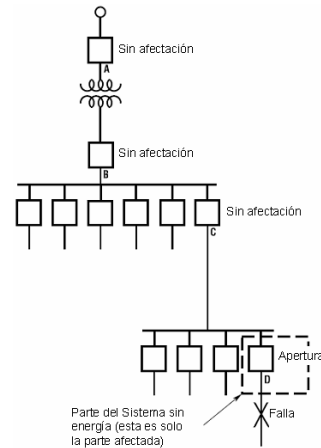 Sin afectación
A
Sin afectación
B
Sin afectación
C
Apertura
D
Parte del Sistema sin
energía (esta es solo
la parte afectada)
Falla